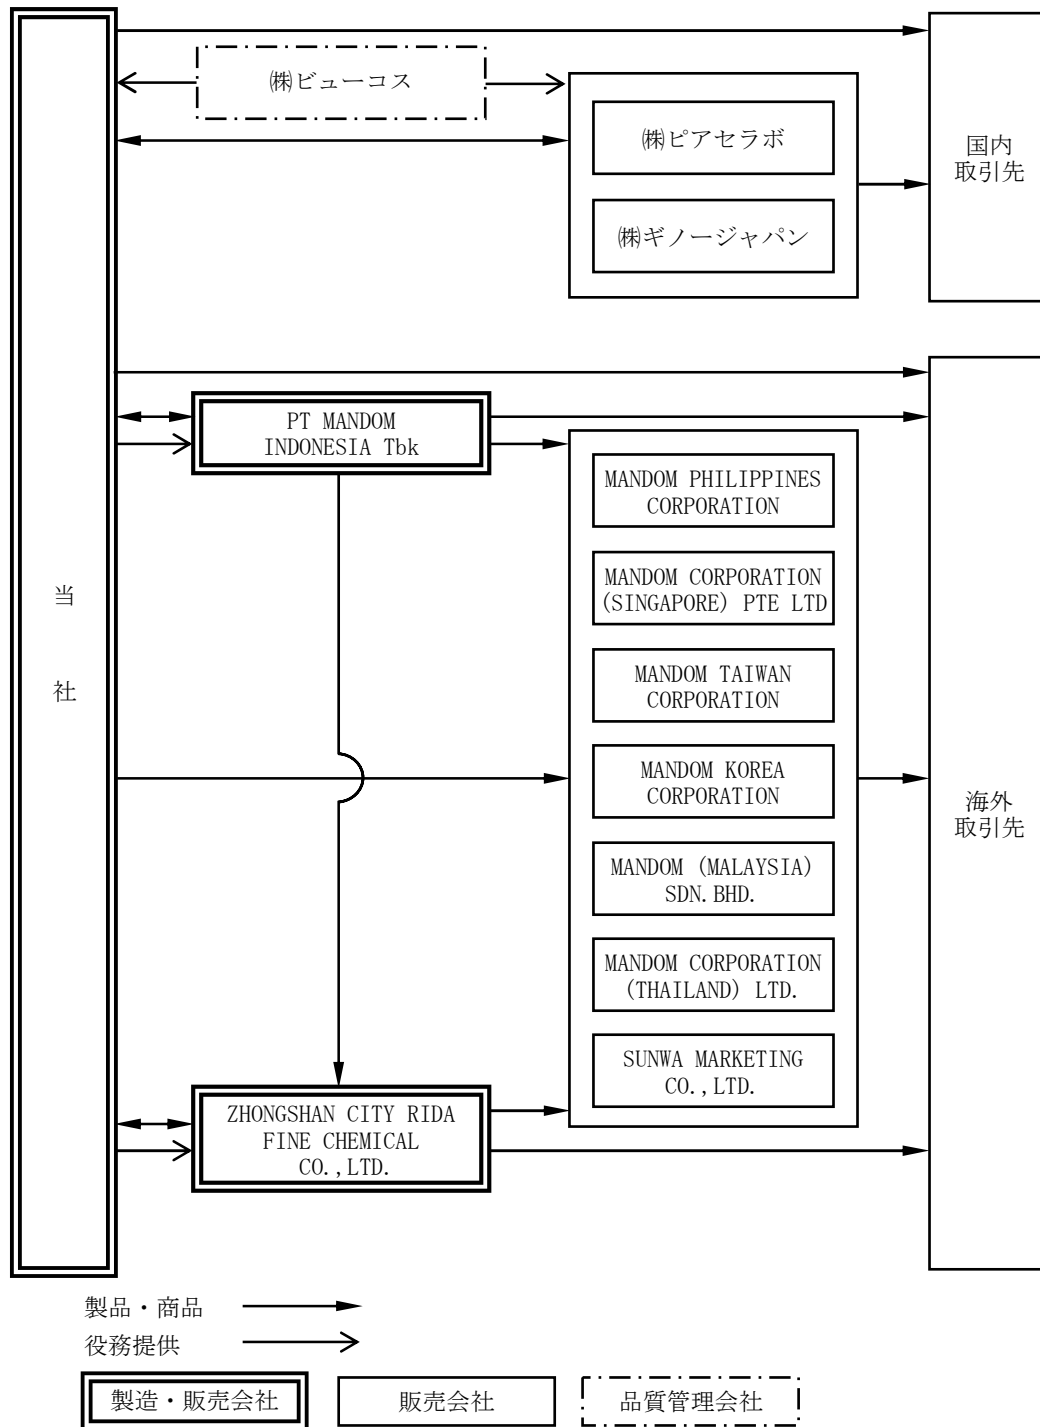 ㈱ビューコス
㈱ピアセラボ
㈱ギノージャパン
国内
取引先
当
社
PT MANDOM
INDONESIA Tbk
MANDOM PHILIPPINES
CORPORATION
MANDOM CORPORATION
(SINGAPORE) PTE LTD
MANDOM TAIWAN
CORPORATION
MANDOM KOREA
CORPORATION
MANDOM (MALAYSIA)
SDN.BHD.
MANDOM CORPORATION
(THAILAND) LTD.
SUNWA MARKETING
CO.,LTD.
海外
取引先
ZHONGSHAN CITY RIDA
FINE CHEMICAL
CO.,LTD.
製品・商品
役務提供
製造・販売会社
販売会社
品質管理会社